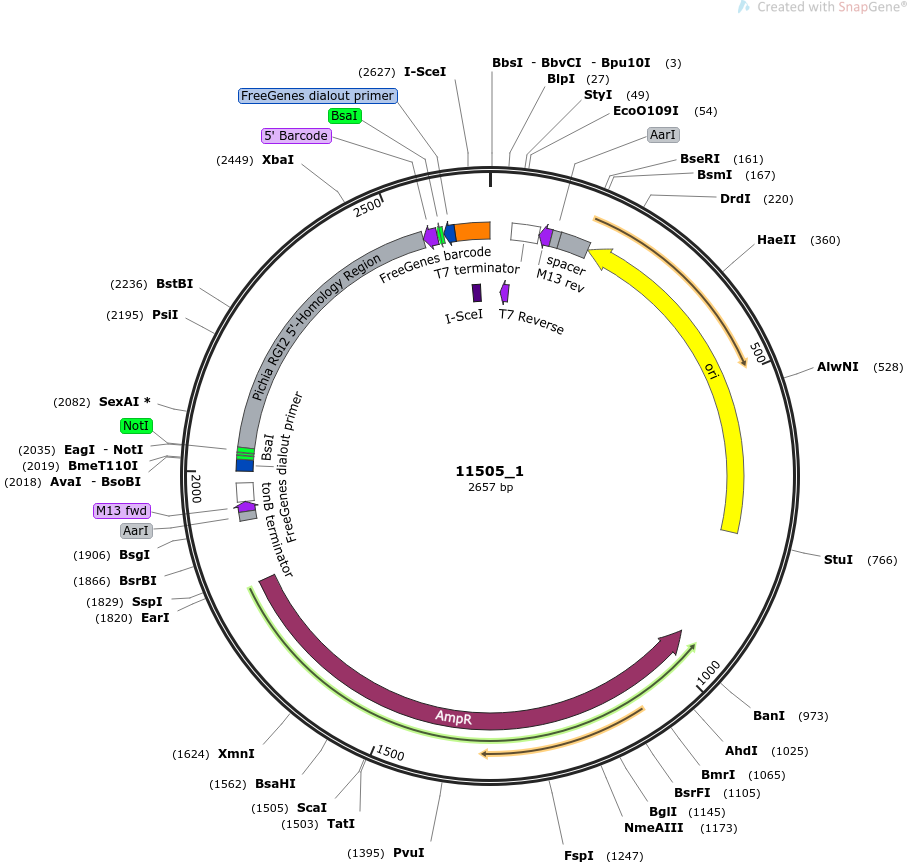 Created with SnapGene®
(2627) I-SceI
BbsI - BbvCI - Bpu10I (3)
BlpI (27)
StyI (49)
EcoO109I (54)
FreeGenes dialout primer
BsaI
5' Barcode
AarI
(2449) XbaI
BseRI (161)
BsmI (167)
DrdI (220)
HaeII (360)
2500
FreeGenes barcode
T7 terminator
spacer
M13 rev
I-SceI
T7 Reverse
Pichia RGI2 5'-Homology Region
ori
500
(2236) BstBI
(2195) PsiI
AlwNI (528)
(2082) SexAI *
NotI
(2035) EagI - NotI
(2019) BmeT110I
(2018) AvaI - BsoBI
2000
BsaI
FreeGenes dialout primer
tonB terminator
11505_1
2657 bp
M13 fwd
AarI
(1906) BsgI
(1866) BsrBI
(1829) SspI
(1820) EarI
StuI (766)
1000
AmpR
1500
BanI (973)
AhdI (1025)
BmrI (1065)
BsrFI (1105)
BglI (1145)
NmeAIII (1173)
FspI (1247)
(1624) XmnI
(1562) BsaHI
(1505) ScaI
(1503) TatI
(1395) PvuI